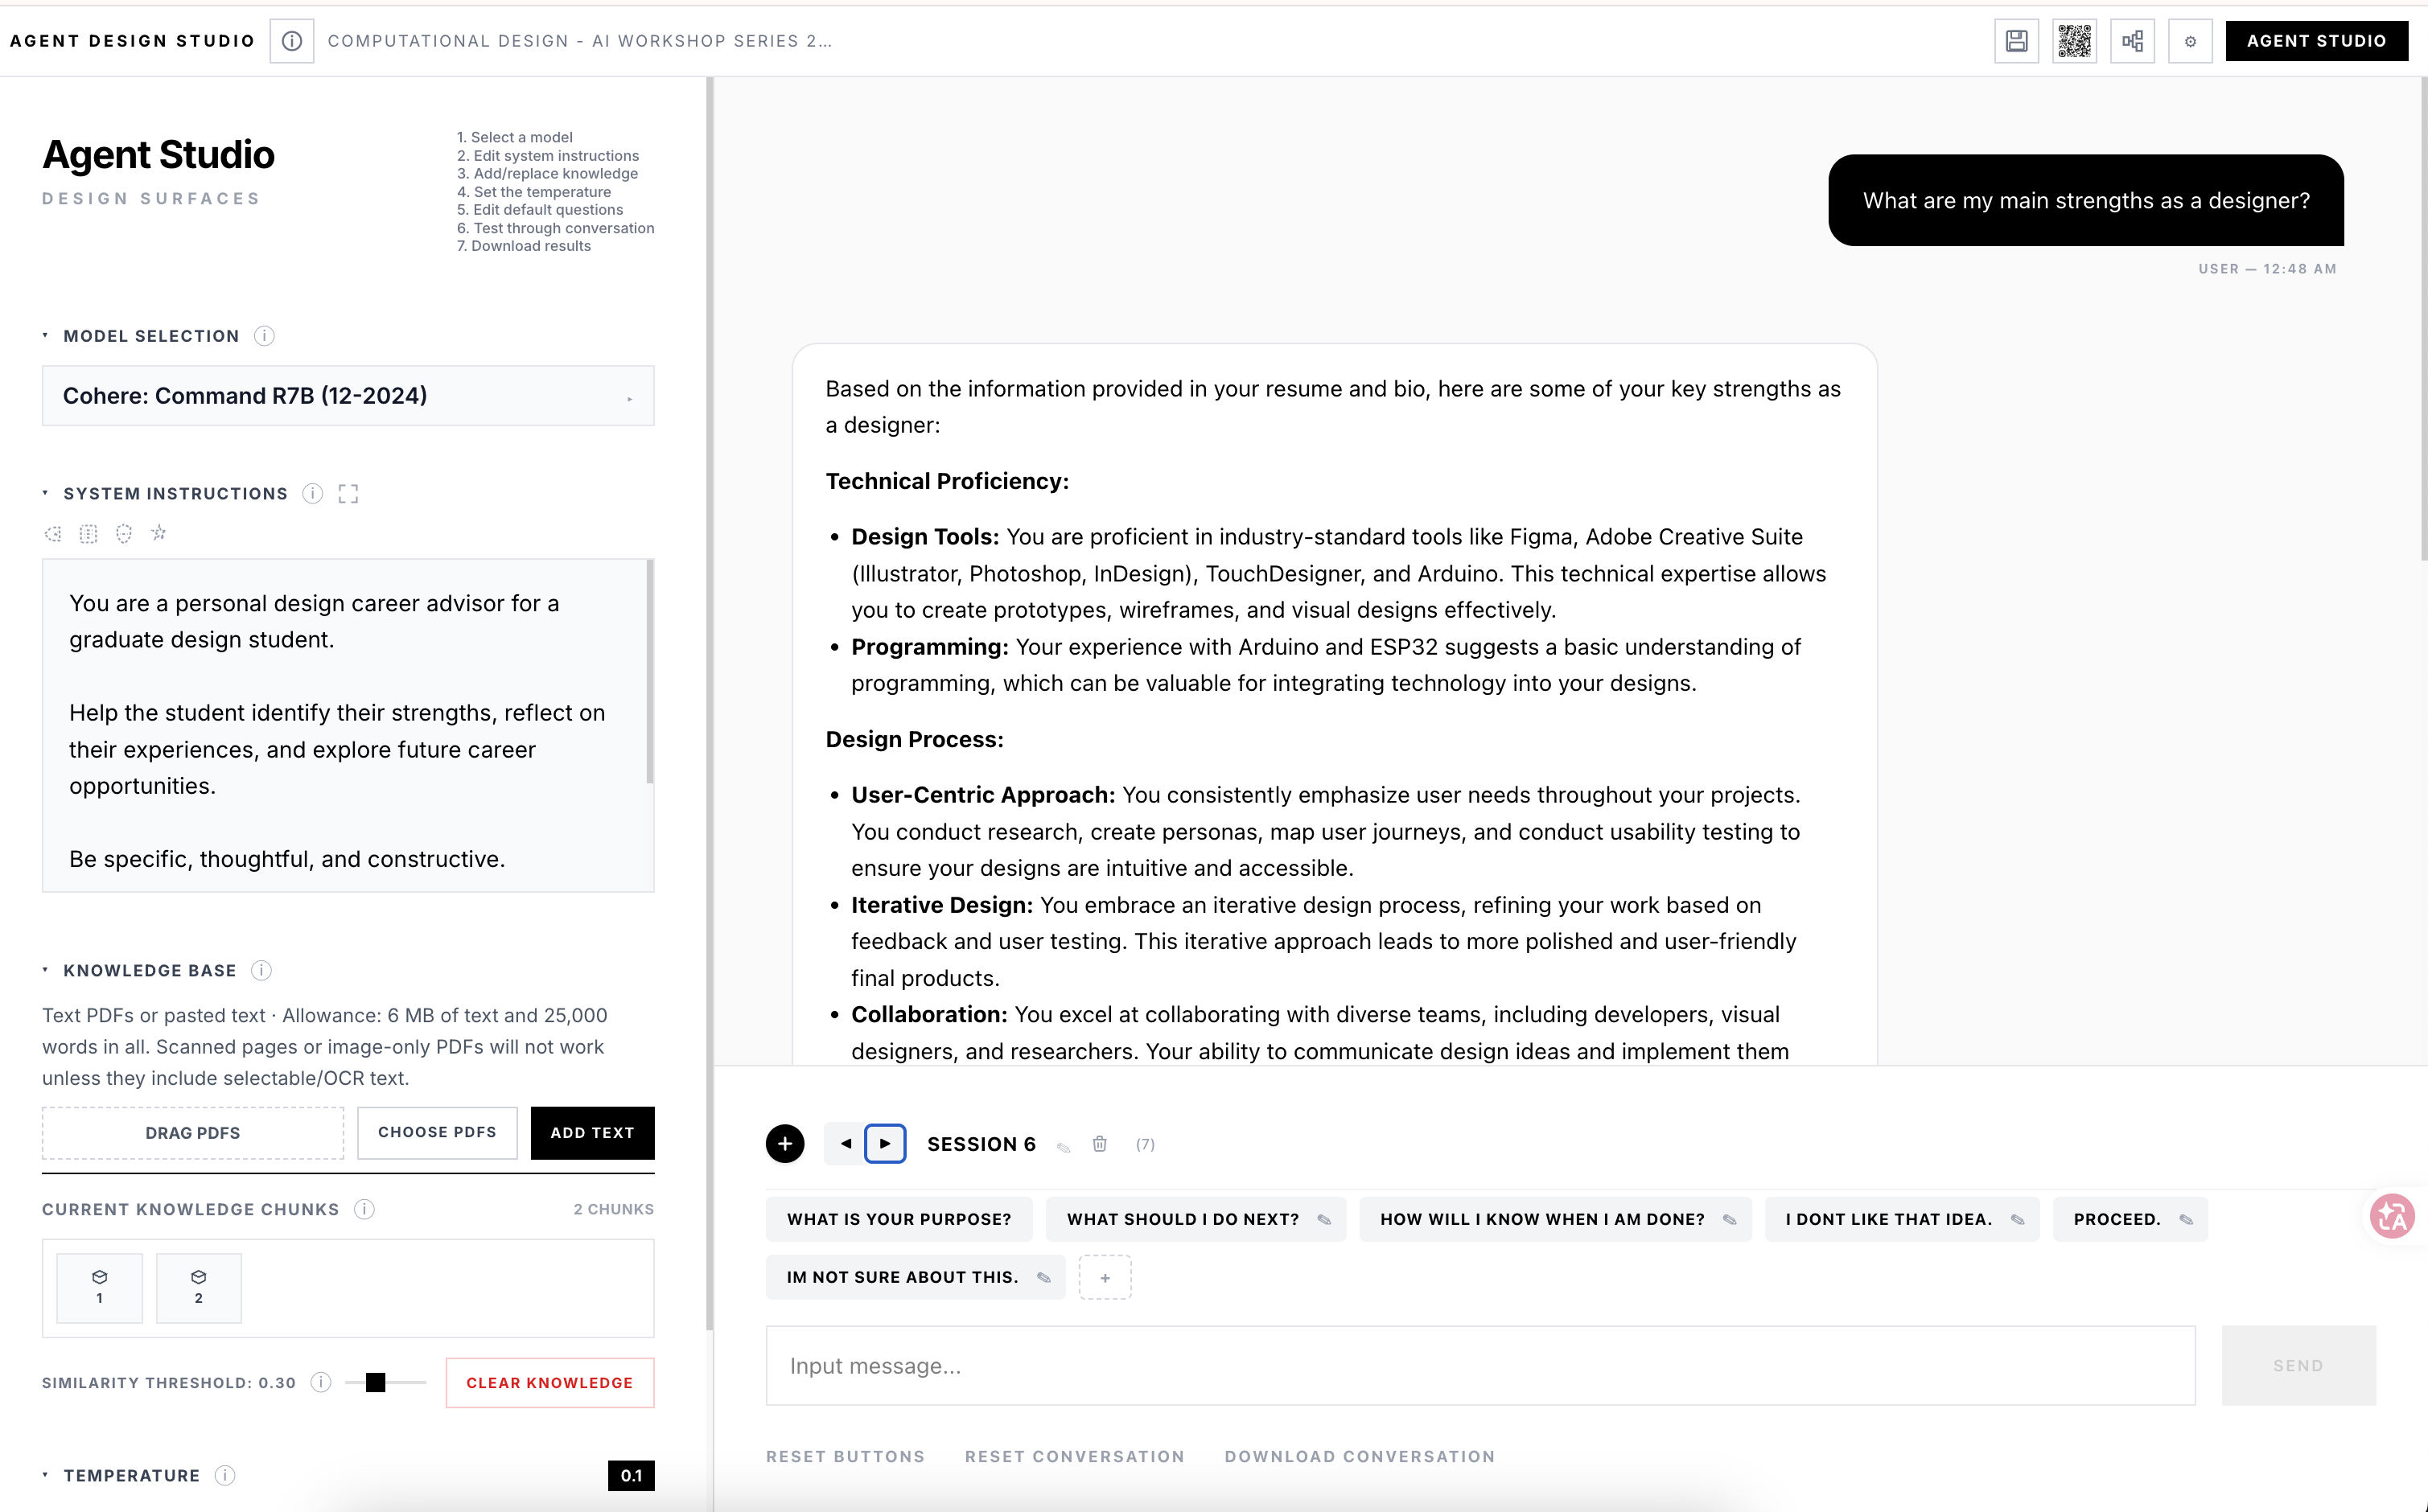 AGENT DESIGN STUDIO
COMPUTATIONAL DESIGN - AI WORKSHOP SERIES 2...
AGENT STUDIO
Agent Studio
DESIGN SURFACES
1. Select a model
2. Edit system instructions
3. Add/replace knowledge
4. Set the temperature
5. Edit default questions
6. Test through conversation
7. Download results
MODEL SELECTION
Cohere: Command R7B (12-2024)
SYSTEM INSTRUCTIONS
You are a personal design career advisor for a
graduate design student.
Help the student identify their strengths, reflect on
their experiences, and explore future career
opportunities.
Be specific, thoughtful, and constructive.
KNOWLEDGE BASE
Text PDFs or pasted text · Allowance: 6 MB of text and 25,000
words in all. Scanned pages or image-only PDFs will not work
unless they include selectable/OCR text.
DRAG PDFS
CHOOSE PDFS
ADD TEXT
CURRENT KNOWLEDGE CHUNKS
2 CHUNKS
1
2
SIMILARITY THRESHOLD: 0.30
CLEAR KNOWLEDGE
TEMPERATURE
0.1
What are my main strengths as a designer?
USER — 12:48 AM
Based on the information provided in your resume and bio, here are some of your key strengths as
a designer:
Technical Proficiency:
• Design Tools: You are proficient in industry-standard tools like Figma, Adobe Creative Suite
(Illustrator, Photoshop, InDesign), TouchDesigner, and Arduino. This technical expertise allows
you to create prototypes, wireframes, and visual designs effectively.
• Programming: Your experience with Arduino and ESP32 suggests a basic understanding of
programming, which can be valuable for integrating technology into your designs.
Design Process:
• User-Centric Approach: You consistently emphasize user needs throughout your projects.
You conduct research, create personas, map user journeys, and conduct usability testing to
ensure your designs are intuitive and accessible.
• Iterative Design: You embrace an iterative design process, refining your work based on
feedback and user testing. This iterative approach leads to more polished and user-friendly
final products.
• Collaboration: You excel at collaborating with diverse teams, including developers, visual
designers, and researchers. Your ability to communicate design ideas and implement them
SESSION 6
(7)
WHAT IS YOUR PURPOSE?
WHAT SHOULD I DO NEXT?
HOW WILL I KNOW WHEN I AM DONE?
I DONT LIKE THAT IDEA.
PROCEED.
IM NOT SURE ABOUT THIS.
+
Input message...
SEND
RESET BUTTONS
RESET CONVERSATION
DOWNLOAD CONVERSATION